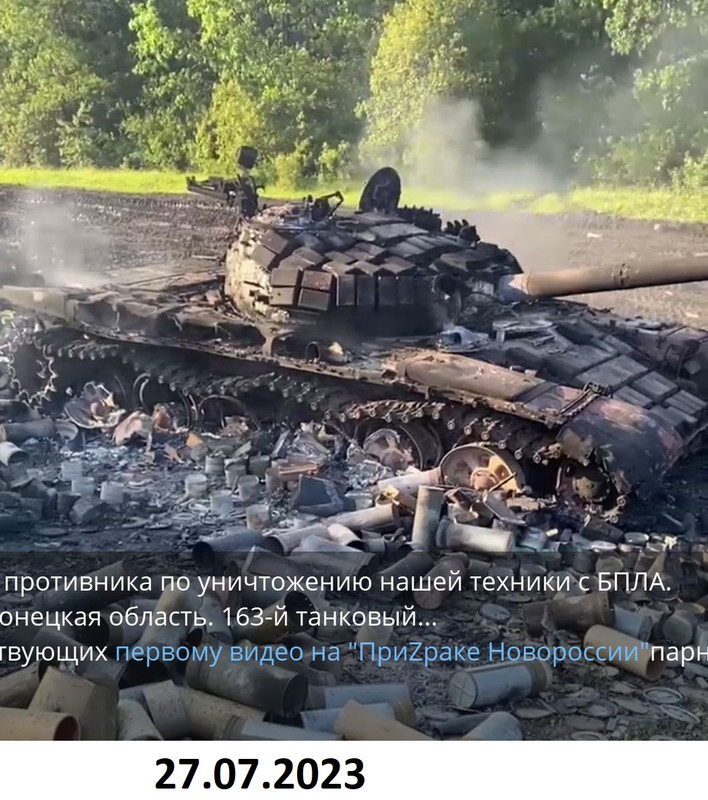 противника по уничтожению нашей техники с БПЛА.
онецкая область. 163-й танковый...
твующих первому видео на "ПриZраке Новороссии"парн
27.07.2023